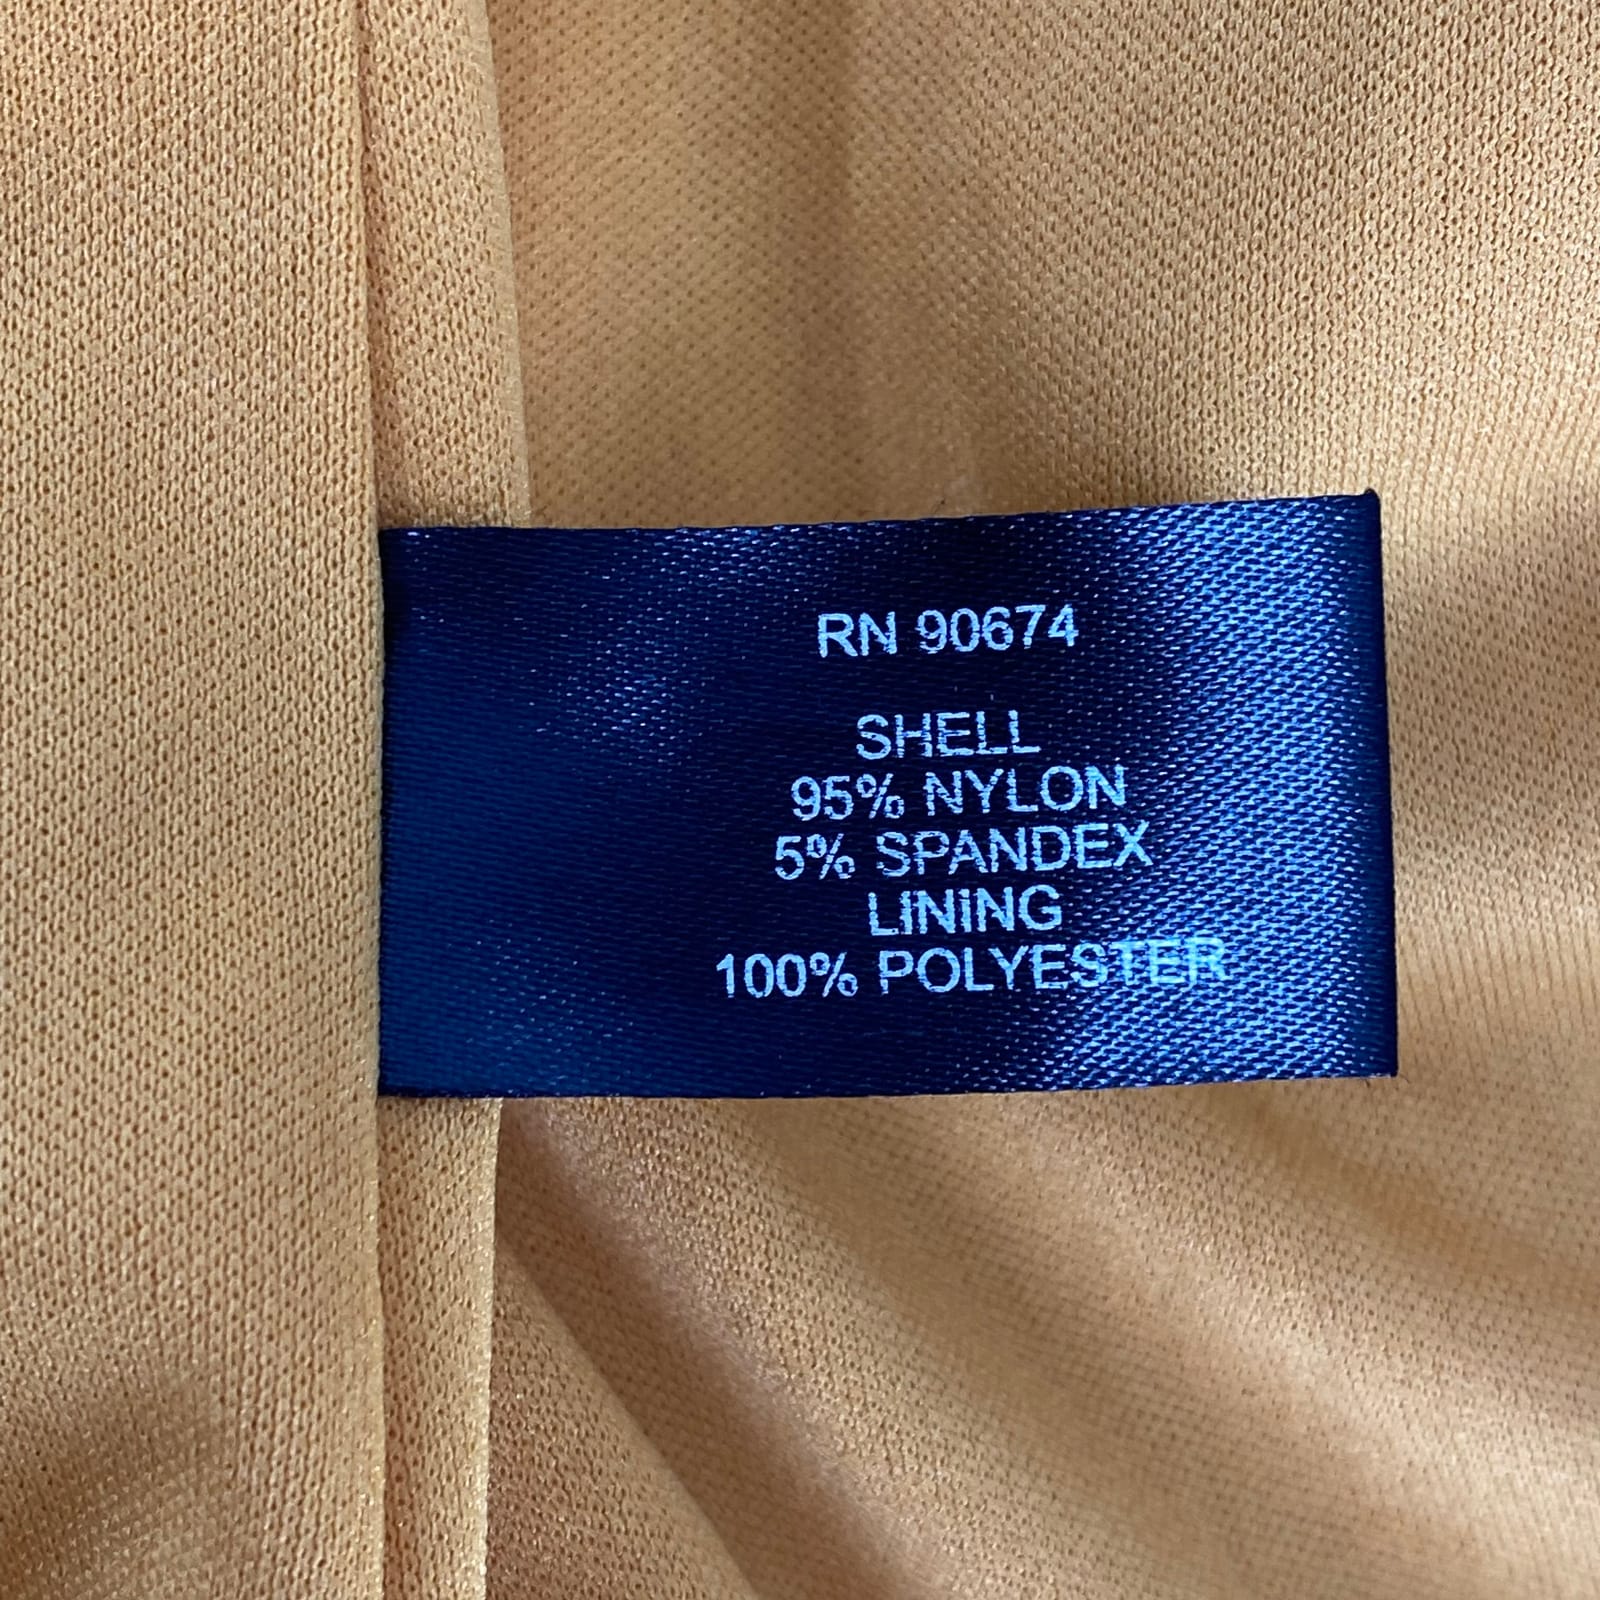 RN 90674
SHELL
95% NYLON
5% SPANDEX
LINING
100% POLYESTER